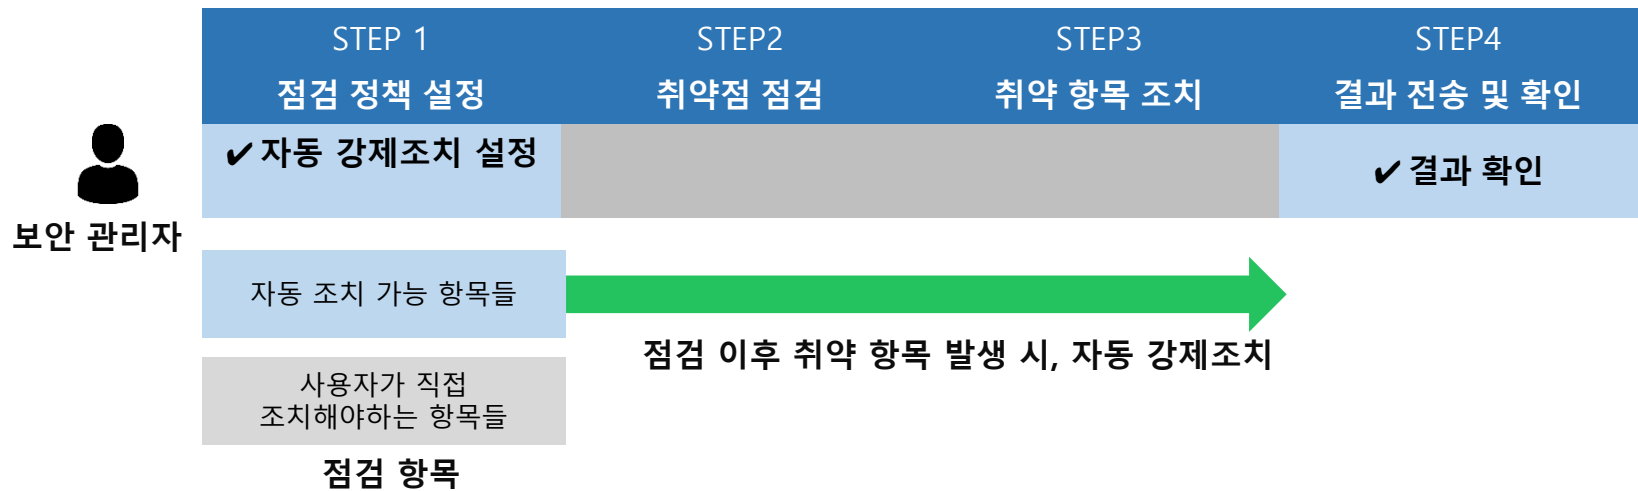 STEP 1
점검 정책 설정
STEP2
취약점 점검
STEP3
취약 항목 조치
STEP4
결과 전송 및 확인
✔ 자동 강제조치 설정
✔ 결과 확인
보안 관리자
자동 조치 가능 항목들
점검 이후 취약 항목 발생 시, 자동 강제조치
사용자가 직접
조치해야하는 항목들
점검 항목